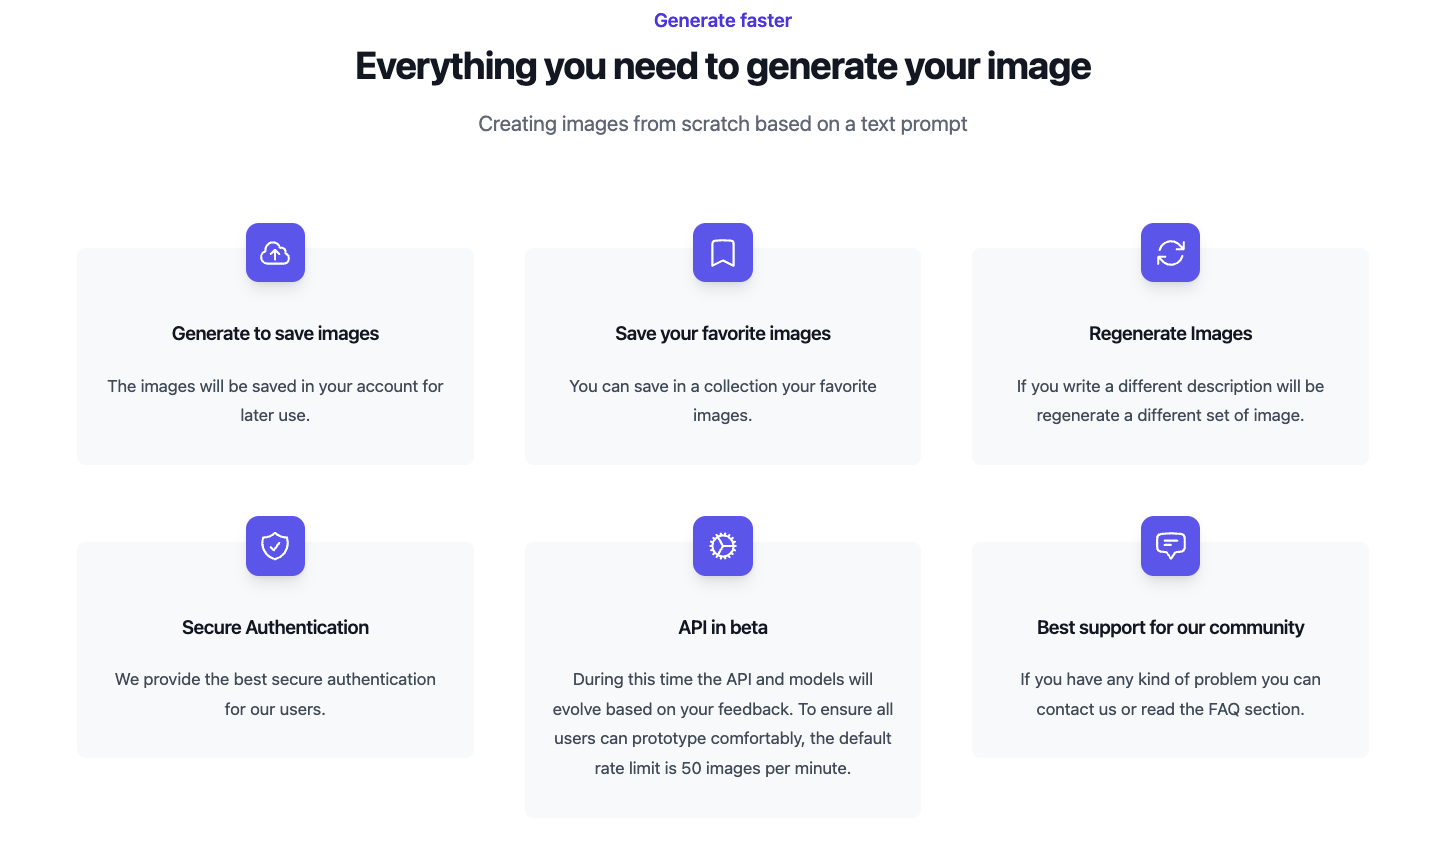 Generate faster
Everything you need to generate your image
Creating images from scratch based on a text prompt
Generate to save images
The images will be saved in your account for
later use.
Save your favorite images
You can save in a collection your favorite
images.
Regenerate Images
If you write a different description will be
regenerate a different set of image.
Secure Authentication
We provide the best secure authentication
for our users.
API in beta
During this time the API and models will
evolve based on your feedback. To ensure all
users can prototype comfortably, the default
rate limit is 50 images per minute.
Best support for our community
If you have any kind of problem you can
contact us or read the FAQ section.